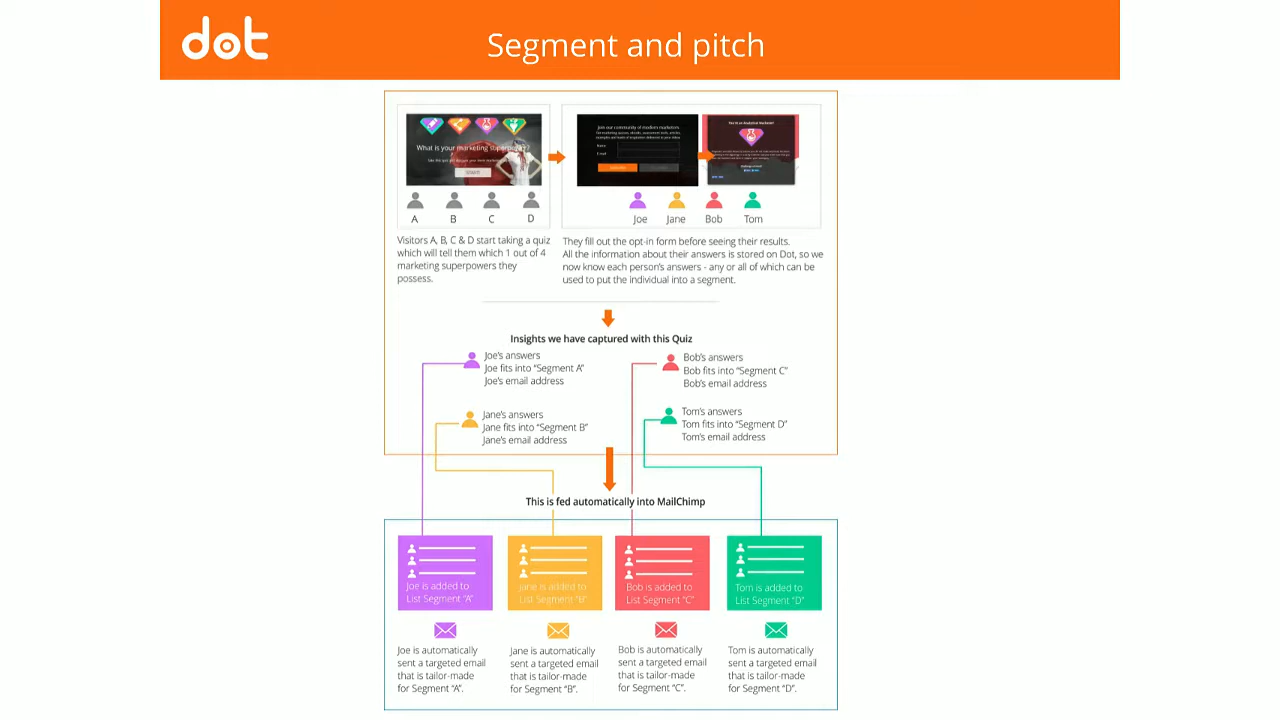 dot
Segment and pitch
What is your marketing superpower?
Join our community of modern marketers.
A B C D
Joe Jane Bob Tom
Visitors A, B, C & D start taking a quiz
which will tell them which 1 out of 4
marketing superpowers they
possess.
They fill out the opt-in form before seeing their results.
All the information about their answers is stored on Dot, so we
now know each person's answers - any or all of which can be
used to put the individual into a segment.
Insights we have captured with this Quiz
Joe's answers
Joe fits into "Segment A"
Joe's email address
Bob's answers
Bob fits into "Segment C"
Bob's email address
Jane's answers
Jane fits into "Segment B"
Jane's email address
Tom's answers
Tom fits into "Segment D"
Tom's email address
This is fed automatically into MailChimp
Joe is added to
List Segment "A"
Jane is added to
List Segment "B"
Bob is added to
List Segment "C"
Tom is added to
List Segment "D"
Joe is automatically
sent a targeted email
that is tailor-made
for Segment "A".
Jane is automatically
sent a targeted email
that is tailor-made
for Segment "B".
Bob is automatically
sent a targeted email
that is tailor-made
for Segment "C".
Tom is automatically
sent a targeted email
that is tailor-made
for Segment "D".